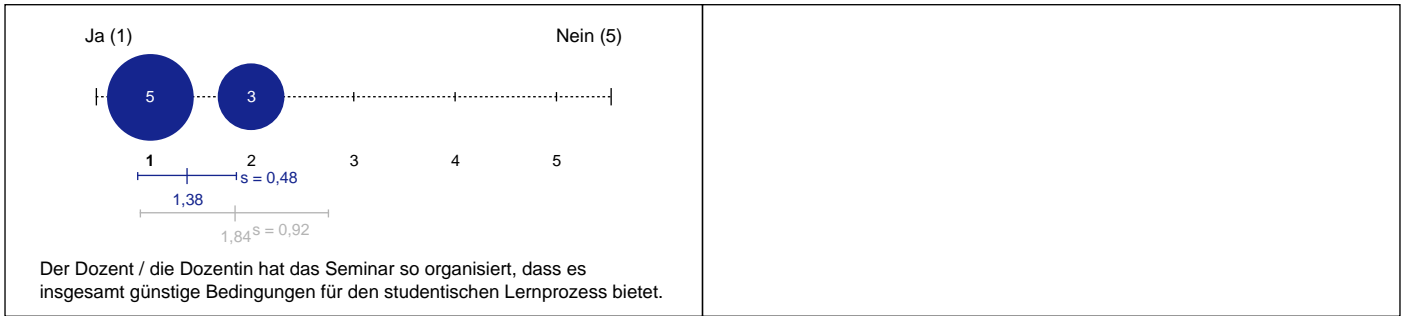 Ja (1) Nein (5)
5 3
1 2 3 4 5
s = 0,48
1,38
s = 0,92
1,84
Der Dozent / die Dozentin hat das Seminar so organisiert, dass es
insgesamt günstige Bedingungen für den studentischen Lernprozess bietet.